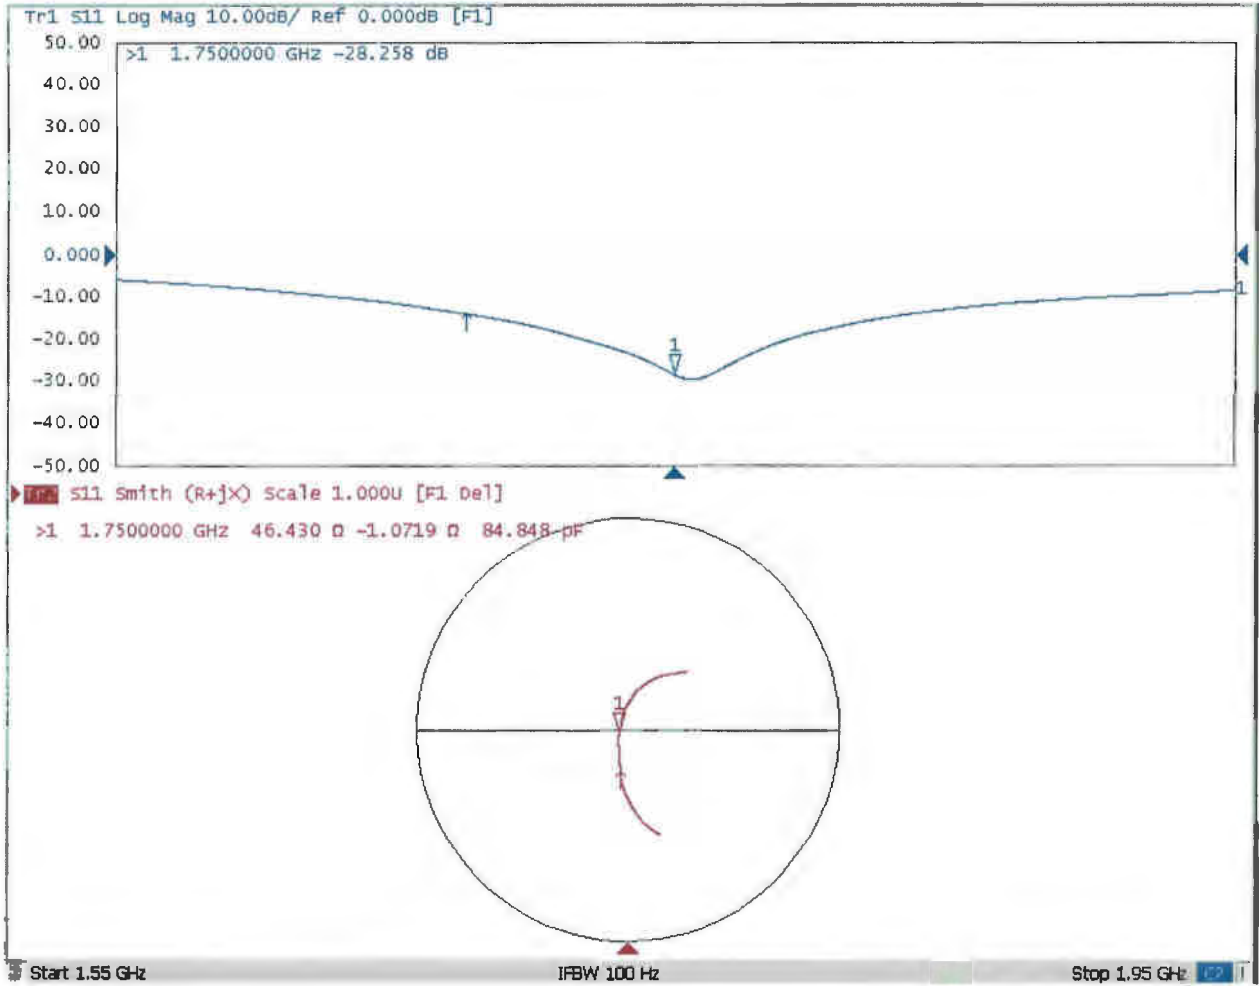 Tr1 S11 Log Mag 10.00dB/ Ref 0.000dB [F1]
50.00
>1 1.7500000 GHz -28.258 dB
40.00
30.00
20.00
10.00
0.000
-10.00
1
-20.00
1
-30.00
-40.00
-50.00
S11 Smith (R+jX) Scale 1.000U [F1 Del]
>1 1.7500000 GHz 46.430 Ω -1.0719 Ω 84.848 pF
1
Start 1.55 GHz IFBW 100 Hz Stop 1.95 GHz